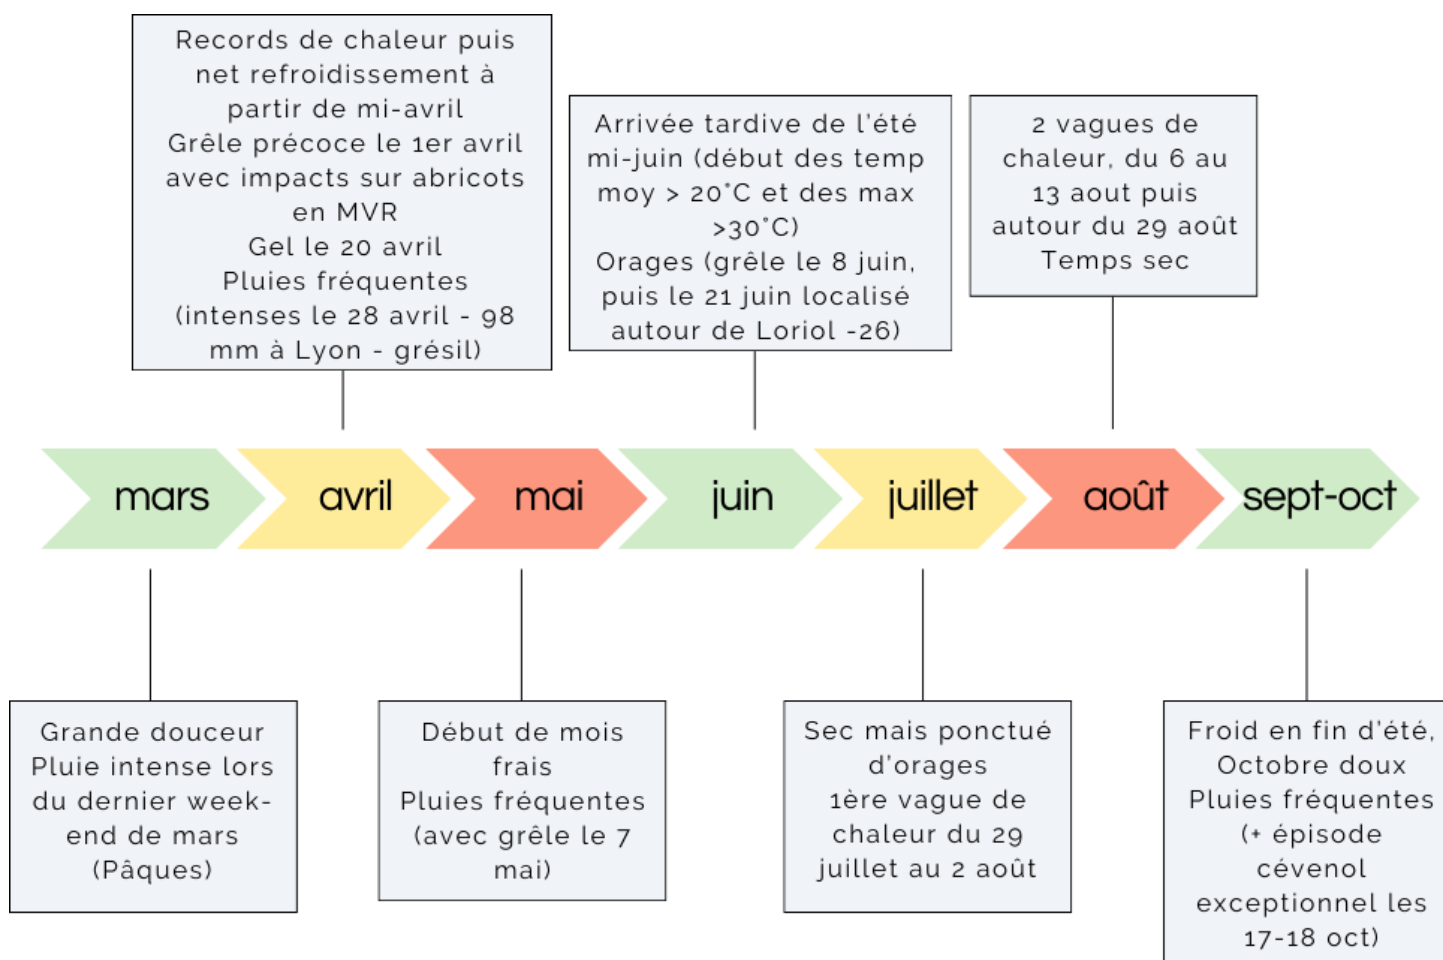 Records de chaleur puis
net refroidissement à
partir de mi-avril
Grêle précoce le 1er avril
avec impacts sur abricots
en MVR
Gel le 20 avril
Pluies fréquentes
(intenses le 28 avril - 98
mm à Lyon - grésil)
Arrivée tardive de l'été
mi-juin (début des temp
moy > 20°C et des max
>30°C)
Orages (grêle le 8 juin,
puis le 21 juin localisé
autour de Loriol -26)
2 vagues de
chaleur, du 6 au
13 aout puis
autour du 29 août
Temps sec
mars
avril
mai
juin
juillet
août
sept-oct
Grande douceur
Pluie intense lors
du dernier week-
end de mars
(Pâques)
Début de mois
frais
Pluies fréquentes
(avec grêle le 7
mai)
Sec mais ponctué
d'orages
1ère vague de
chaleur du 29
juillet au 2 août
Froid en fin d'été,
Octobre doux
Pluies fréquentes
(+ épisode
cévenol
exceptionnel les
17-18 oct)